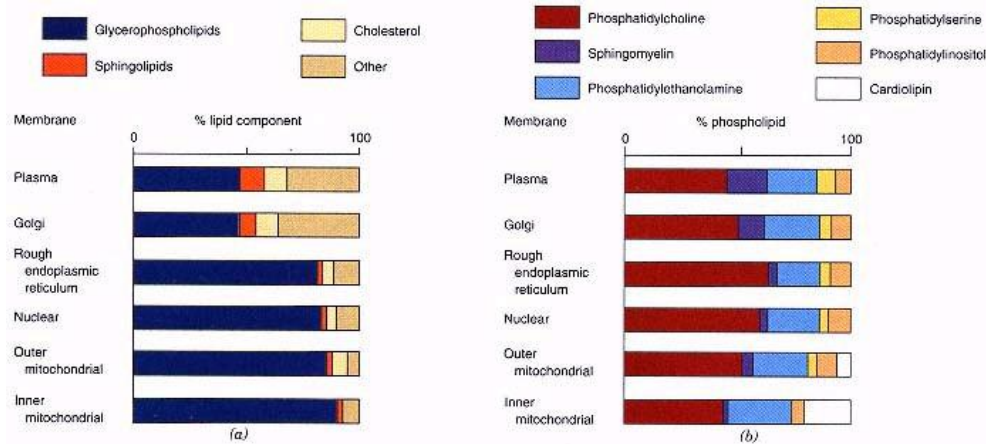 Glycerophospholipids
Cholesterol
Sphingolipids
Other
Membrane
% lipid component
0
100
Plasma
Golgi
Rough
endoplasmic
reticulum
Nuclear
Outer
mitochondrial
Inner
mitochondrial
(a)
Phosphatidylcholine
Phosphatidylserine
Sphingomyelin
Phosphatidylinositol
Phosphatidylethanolamine
Cardiolipin
Membrane
% phospholipid
0
100
Plasma
Golgi
Rough
endoplasmic
reticulum
Nuclear
Outer
mitochondrial
Inner
mitochondrial
(b)